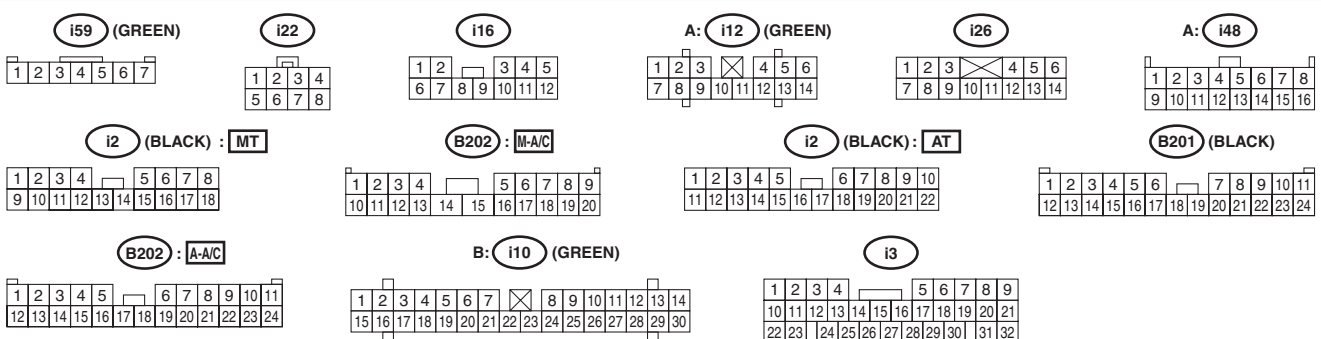 i59 (GREEN) i22 i16 A: i12 (GREEN) i26 A: i48
1 2 3 4 5 6 7
1 2 3 4
5 6 7 8
1 2 3 4 5
6 7 8 9 10 11 12
1 2 3 4 5 6
7 8 9 10 11 12 13 14
1 2 3 4 5 6
7 8 9 10 11 12 13 14
1 2 3 4 5 6 7 8
9 10 11 12 13 14 15 16
i2 (BLACK) : MT B202 : M-A/C i2 (BLACK) : AT B201 (BLACK)
1 2 3 4 5 6 7 8
9 10 11 12 13 14 15 16 17 18
1 2 3 4 5 6 7 8 9
10 11 12 13 14 15 16 17 18 19 20
1 2 3 4 5 6 7 8 9 10
11 12 13 14 15 16 17 18 19 20 21 22
1 2 3 4 5 6 7 8 9 10 11
12 13 14 15 16 17 18 19 20 21 22 23 24
B202 : A-A/C B: i10 (GREEN) i3
1 2 3 4 5 6 7 8 9 10 11
12 13 14 15 16 17 18 19 20 21 22 23 24
1 2 3 4 5 6 7 8 9 10 11 12 13 14
15 16 17 18 19 20 21 22 23 24 25 26 27 28 29 30
1 2 3 4 5 6 7 8 9
10 11 12 13 14 15 16 17 18 19 20 21
22 23 24 25 26 27 28 29 30 31 32